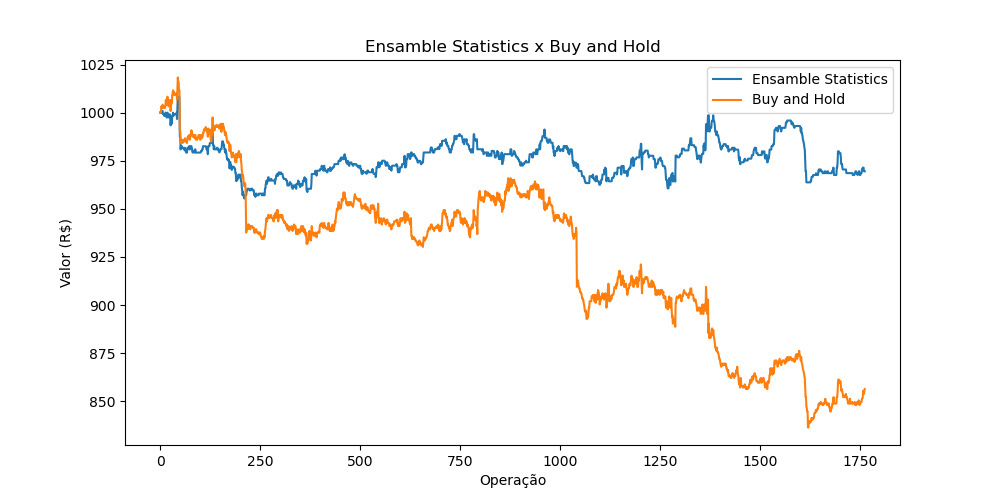 Ensamble Statistics x Buy and Hold
Ensamble Statistics
Buy and Hold
Valor (R$)
1025
1000
975
950
925
900
875
850
0 250 500 750 1000 1250 1500 1750
Operação